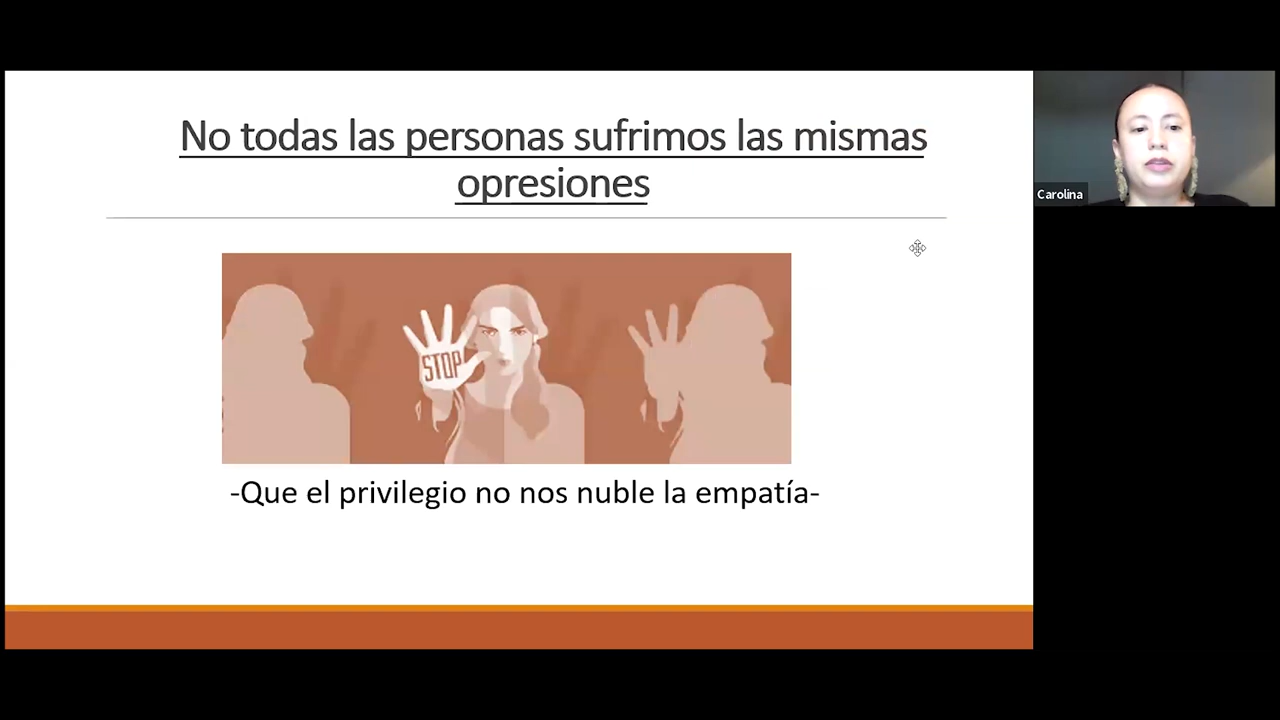 No todas las personas sufrimos las mismas
opresiones
Carolina
STOP
-Que el privilegio no nos nuble la empatía-